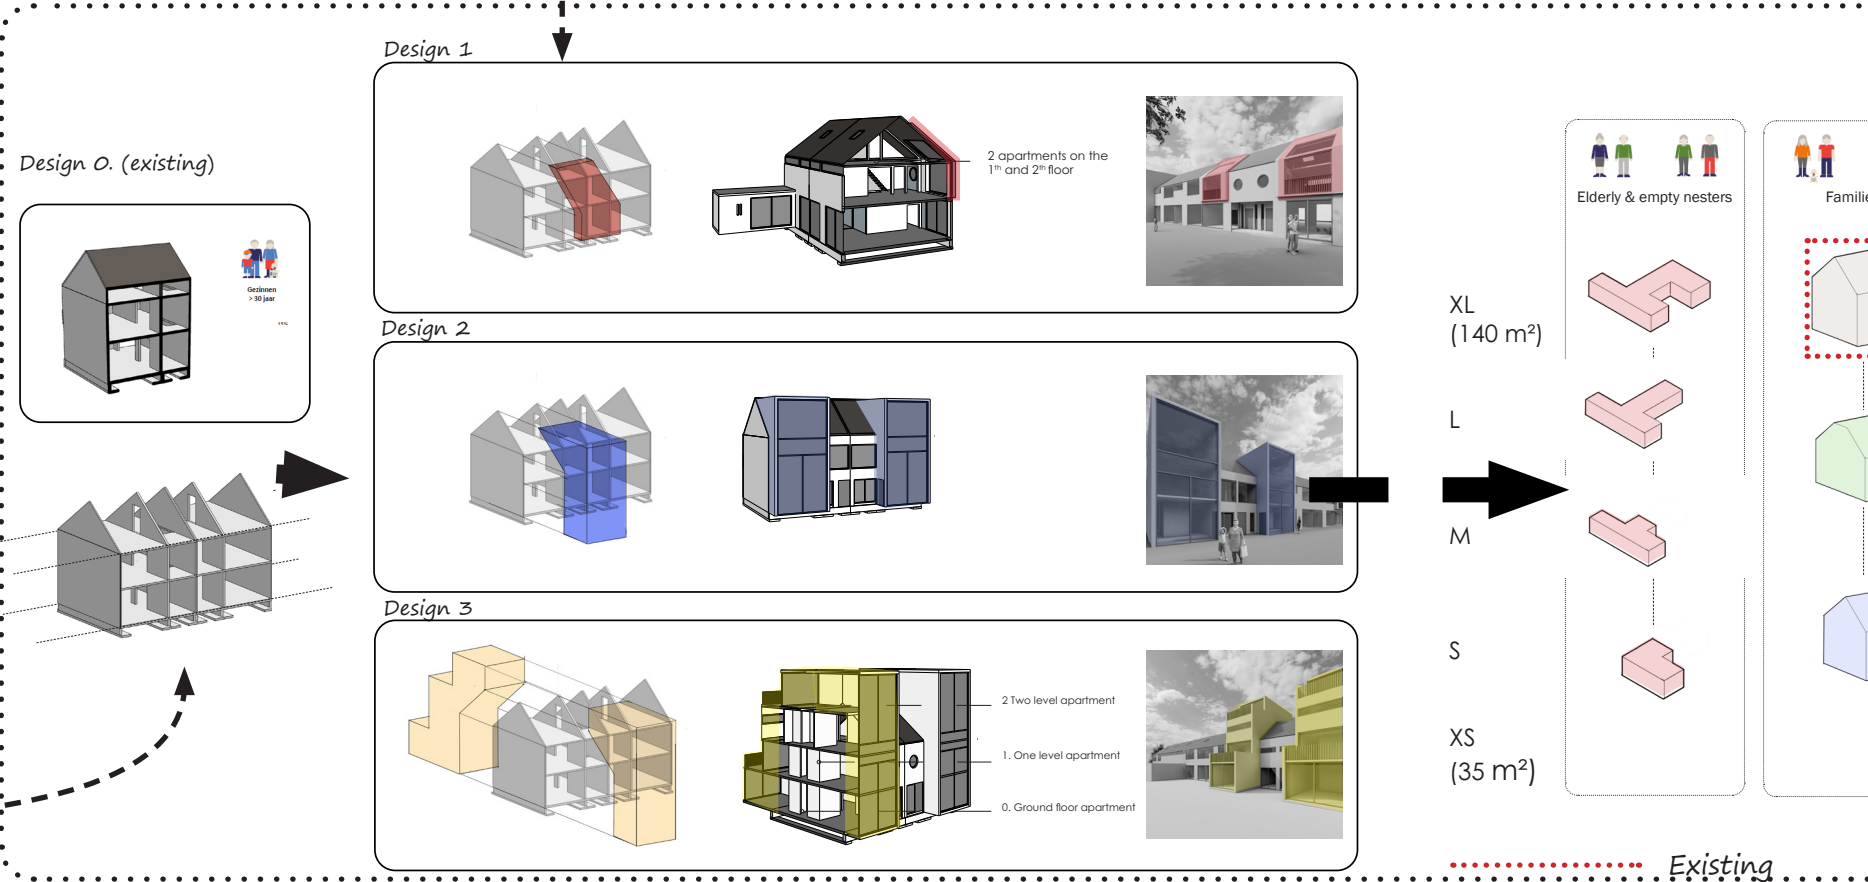 Design 1
Design 0. (existing)
Gezinnen
> 30 jaar
2 apartments on the
1th and 2th floor
Design 2
Design 3
2 Two level apartment
1. One level apartment
0. Ground floor apartment
Elderly & empty nesters
Familie
XL
(140 m²)
L
M
S
XS
(35 m²)
Existing